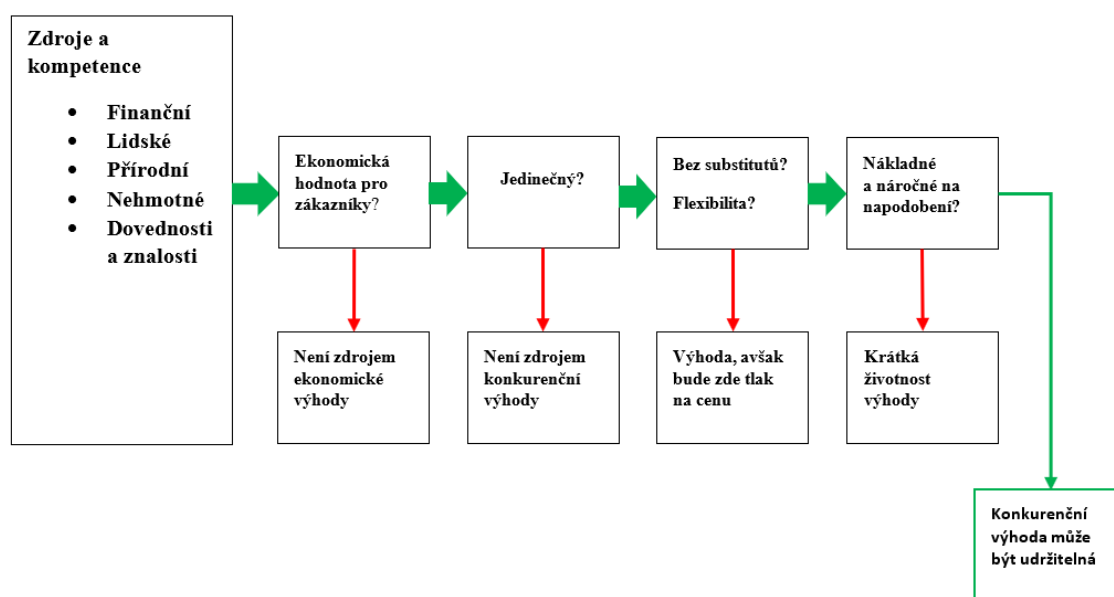 Zdroje a
kompetence
• Finanční
• Lidské
• Přírodní
• Nehmotné
• Dovednosti
a znalosti
Ekonomická
hodnota pro
zákazníky?
Jedinečný?
Bez substitutů?
Flexibilita?
Nákladné
a náročné na
napodobení?
Není zdrojem
ekonomické
výhody
Není zdrojem
konkurenční
výhody
Výhoda, avšak
bude zde tlak
na cenu
Krátká
životnost
výhody
Konkurenční
výhoda může
být udržitelná